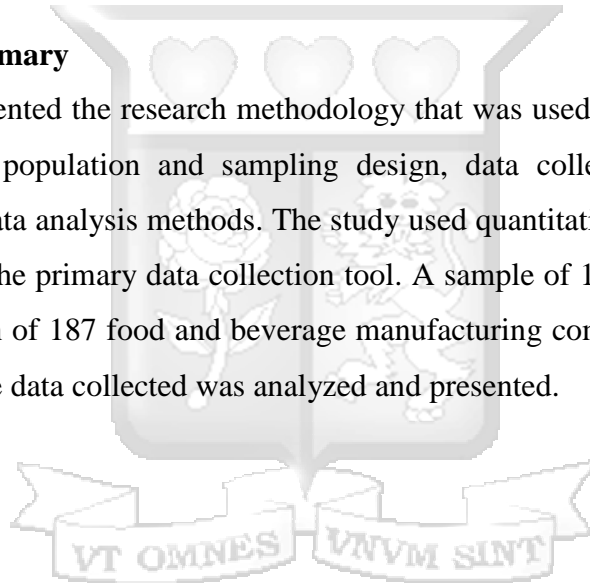 mary
ented the research methodology that was used
population and sampling design, data colle
ata analysis methods. The study used quantitati
he primary data collection tool. A sample of 1
n of 187 food and beverage manufacturing con
e data collected was analyzed and presented.
VT OMNES VNVM SINT